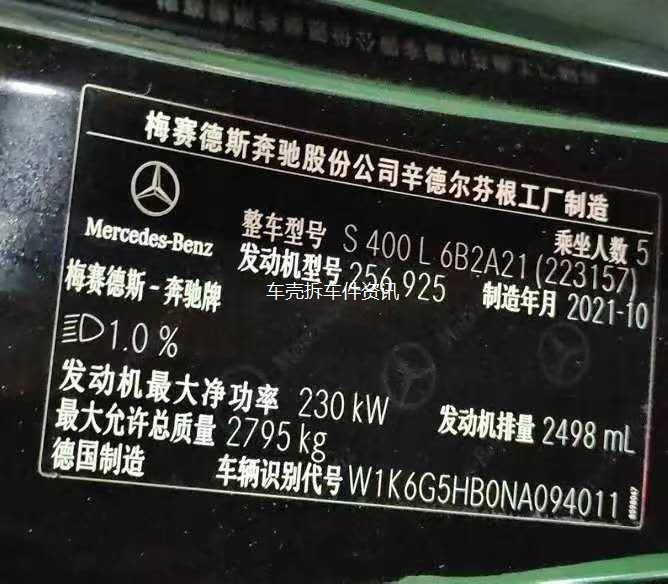 梅赛德斯奔驰股份公司辛德尔芬根工厂制造
Mercedes-Benz
乘坐人数 5
整车型号 S 400 L 6B2A21 (223157)
发动机型号 256.925
制造年月 2021-10
梅赛德斯-奔驰牌
车壳拆车件资讯
1.0 %
发动机最大净功率 230 kW
发动机排量 2498 mL
最大允许总质量 2795 kg
德国制造
车辆识别代号 W1K6G5HB0NA094011